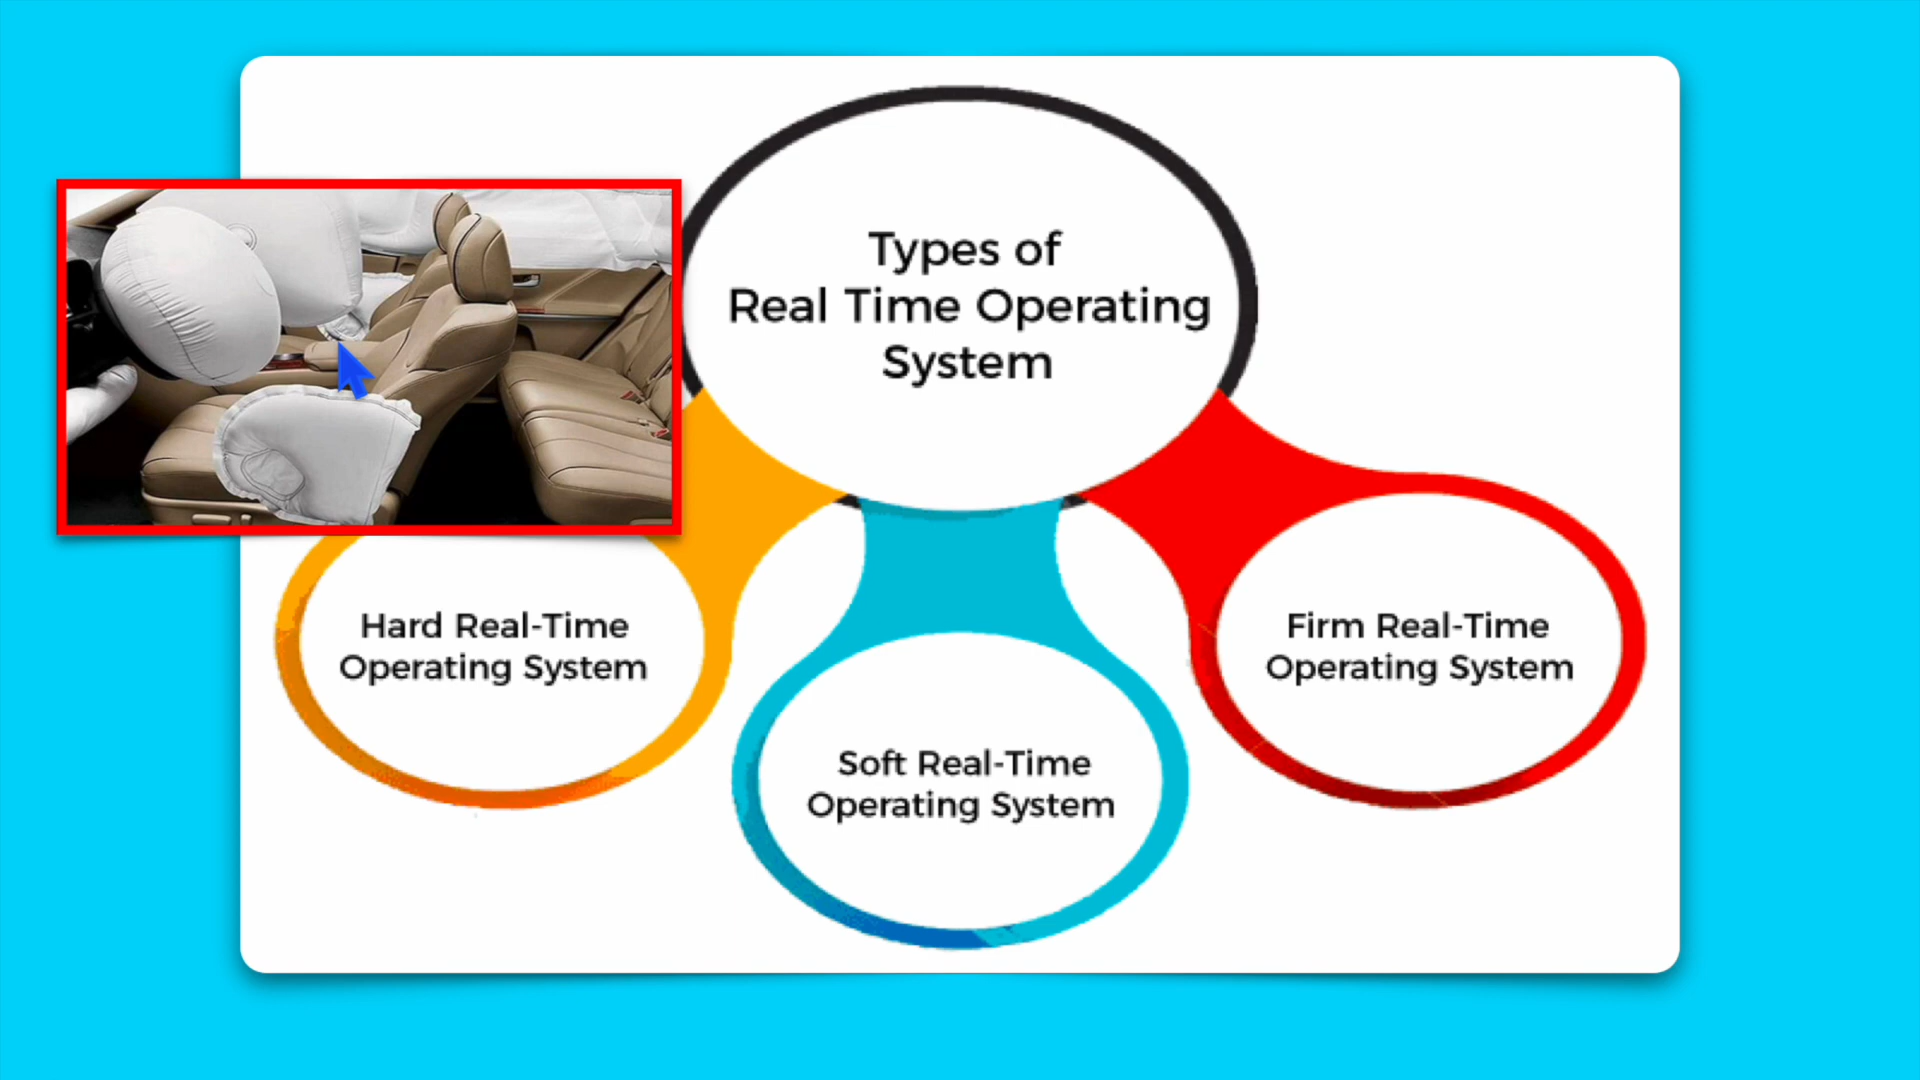 Types of
Real Time Operating
System
Hard Real-Time
Operating System
Soft Real-Time
Operating System
Firm Real-Time
Operating System